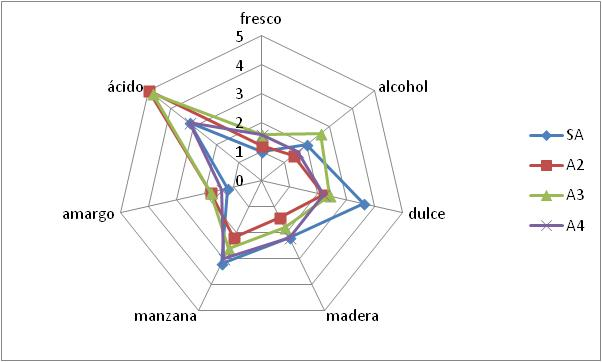 fresco
5
4
3
2
1
0
alcohol
dulce
madera
manzana
amargo
ácido
SA
A2
A3
A4